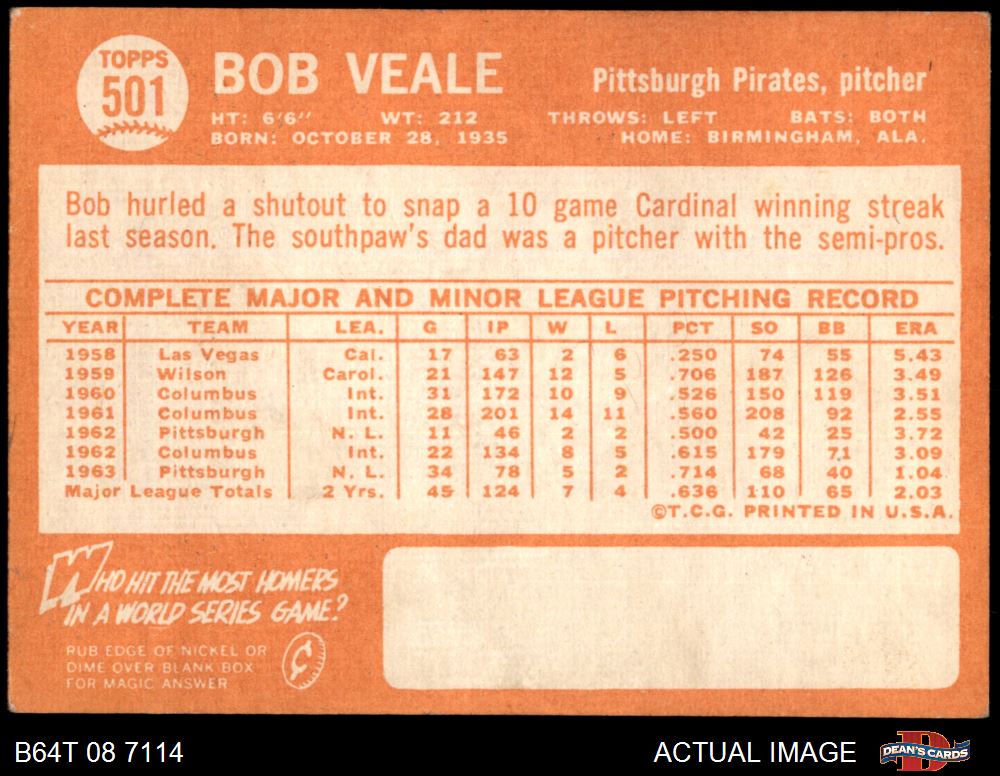 TOPPS
501
BOB VEALE
Pittsburgh Pirates, pitcher
HT: 6'6" WT: 212 THROWS: LEFT BATS: BOTH
BORN: OCTOBER 28, 1935 HOME: BIRMINGHAM, ALA.
Bob hurled a shutout to snap a 10 game Cardinal winning streak
last season. The southpaw's dad was a pitcher with the semi-pros.
COMPLETE MAJOR AND MINOR LEAGUE PITCHING RECORD
YEAR TEAM LEA. G IP W L PCT SO BB ERA
1958 Las Vegas Cal. 17 63 2 6 .250 74 55 5.43
1959 Wilson Carol. 21 147 12 5 .706 187 126 3.49
1960 Columbus Int. 31 172 10 9 .526 150 119 3.51
1961 Columbus Int. 28 201 14 11 .560 208 92 2.55
1962 Pittsburgh N. L. 11 46 2 2 .500 42 25 3.72
1962 Columbus Int. 22 134 8 5 .615 179 71 3.09
1963 Pittsburgh N. L. 34 78 5 2 .714 68 40 1.04
Major League Totals 2 Yrs. 45 124 7 4 .636 110 65 2.03
©T.C.G. PRINTED IN U.S.A.
WHO HIT THE MOST HOMERS
IN A WORLD SERIES GAME?
RUB EDGE OF NICKEL OR
DIME OVER BLANK BOX
FOR MAGIC ANSWER
¢
B64T 08 7114 ACTUAL IMAGE DEAN'S CARDS